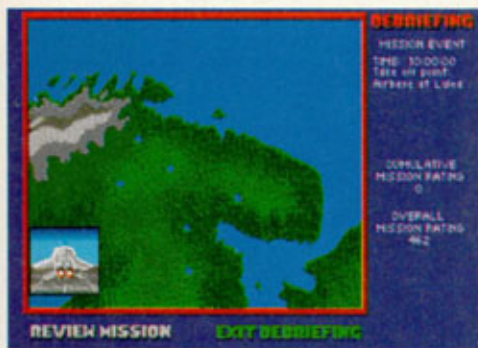 DEBRIEFING
MISSION EVENT
TIME: 10:00:00
Take off point:
Airbase at
CUMULATIVE
MISSION RATING
0
OVERALL
MISSION RATING
462
REVIEW MISSION
EXIT DEBRIEFING